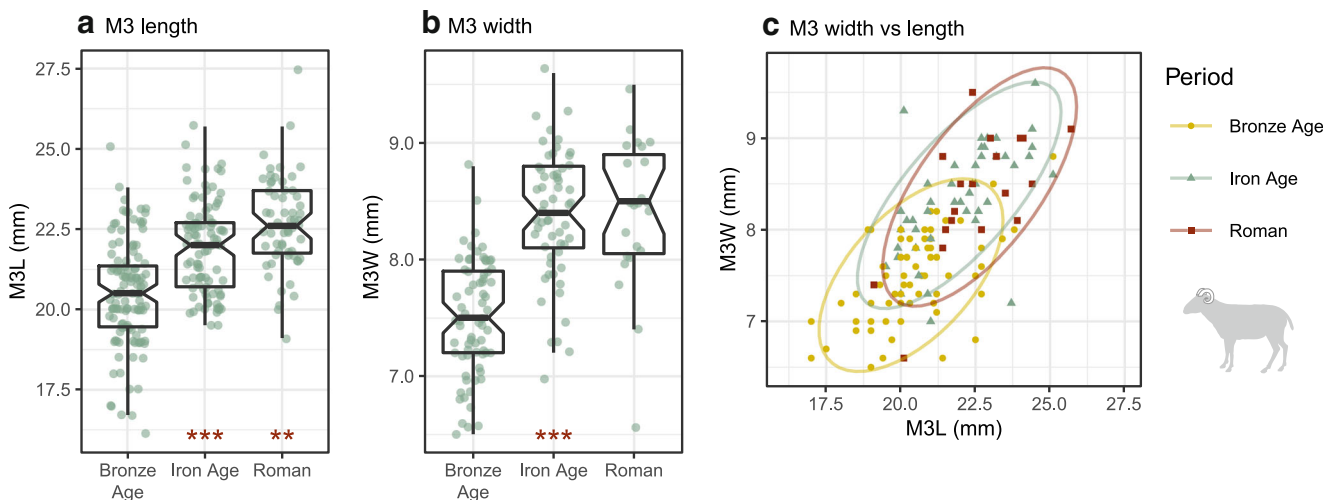 a M3 length
27.5
25.0
22.5
20.0
17.5
M3L (mm)
*** **
Bronze Age Iron Age Roman
b M3 width
9.0
8.0
7.0
M3W (mm)
***
Bronze Age Iron Age Roman
c M3 width vs length
9
8
7
M3W (mm)
17.5 20.0 22.5 25.0 27.5
M3L (mm)
Period
Bronze Age
Iron Age
Roman